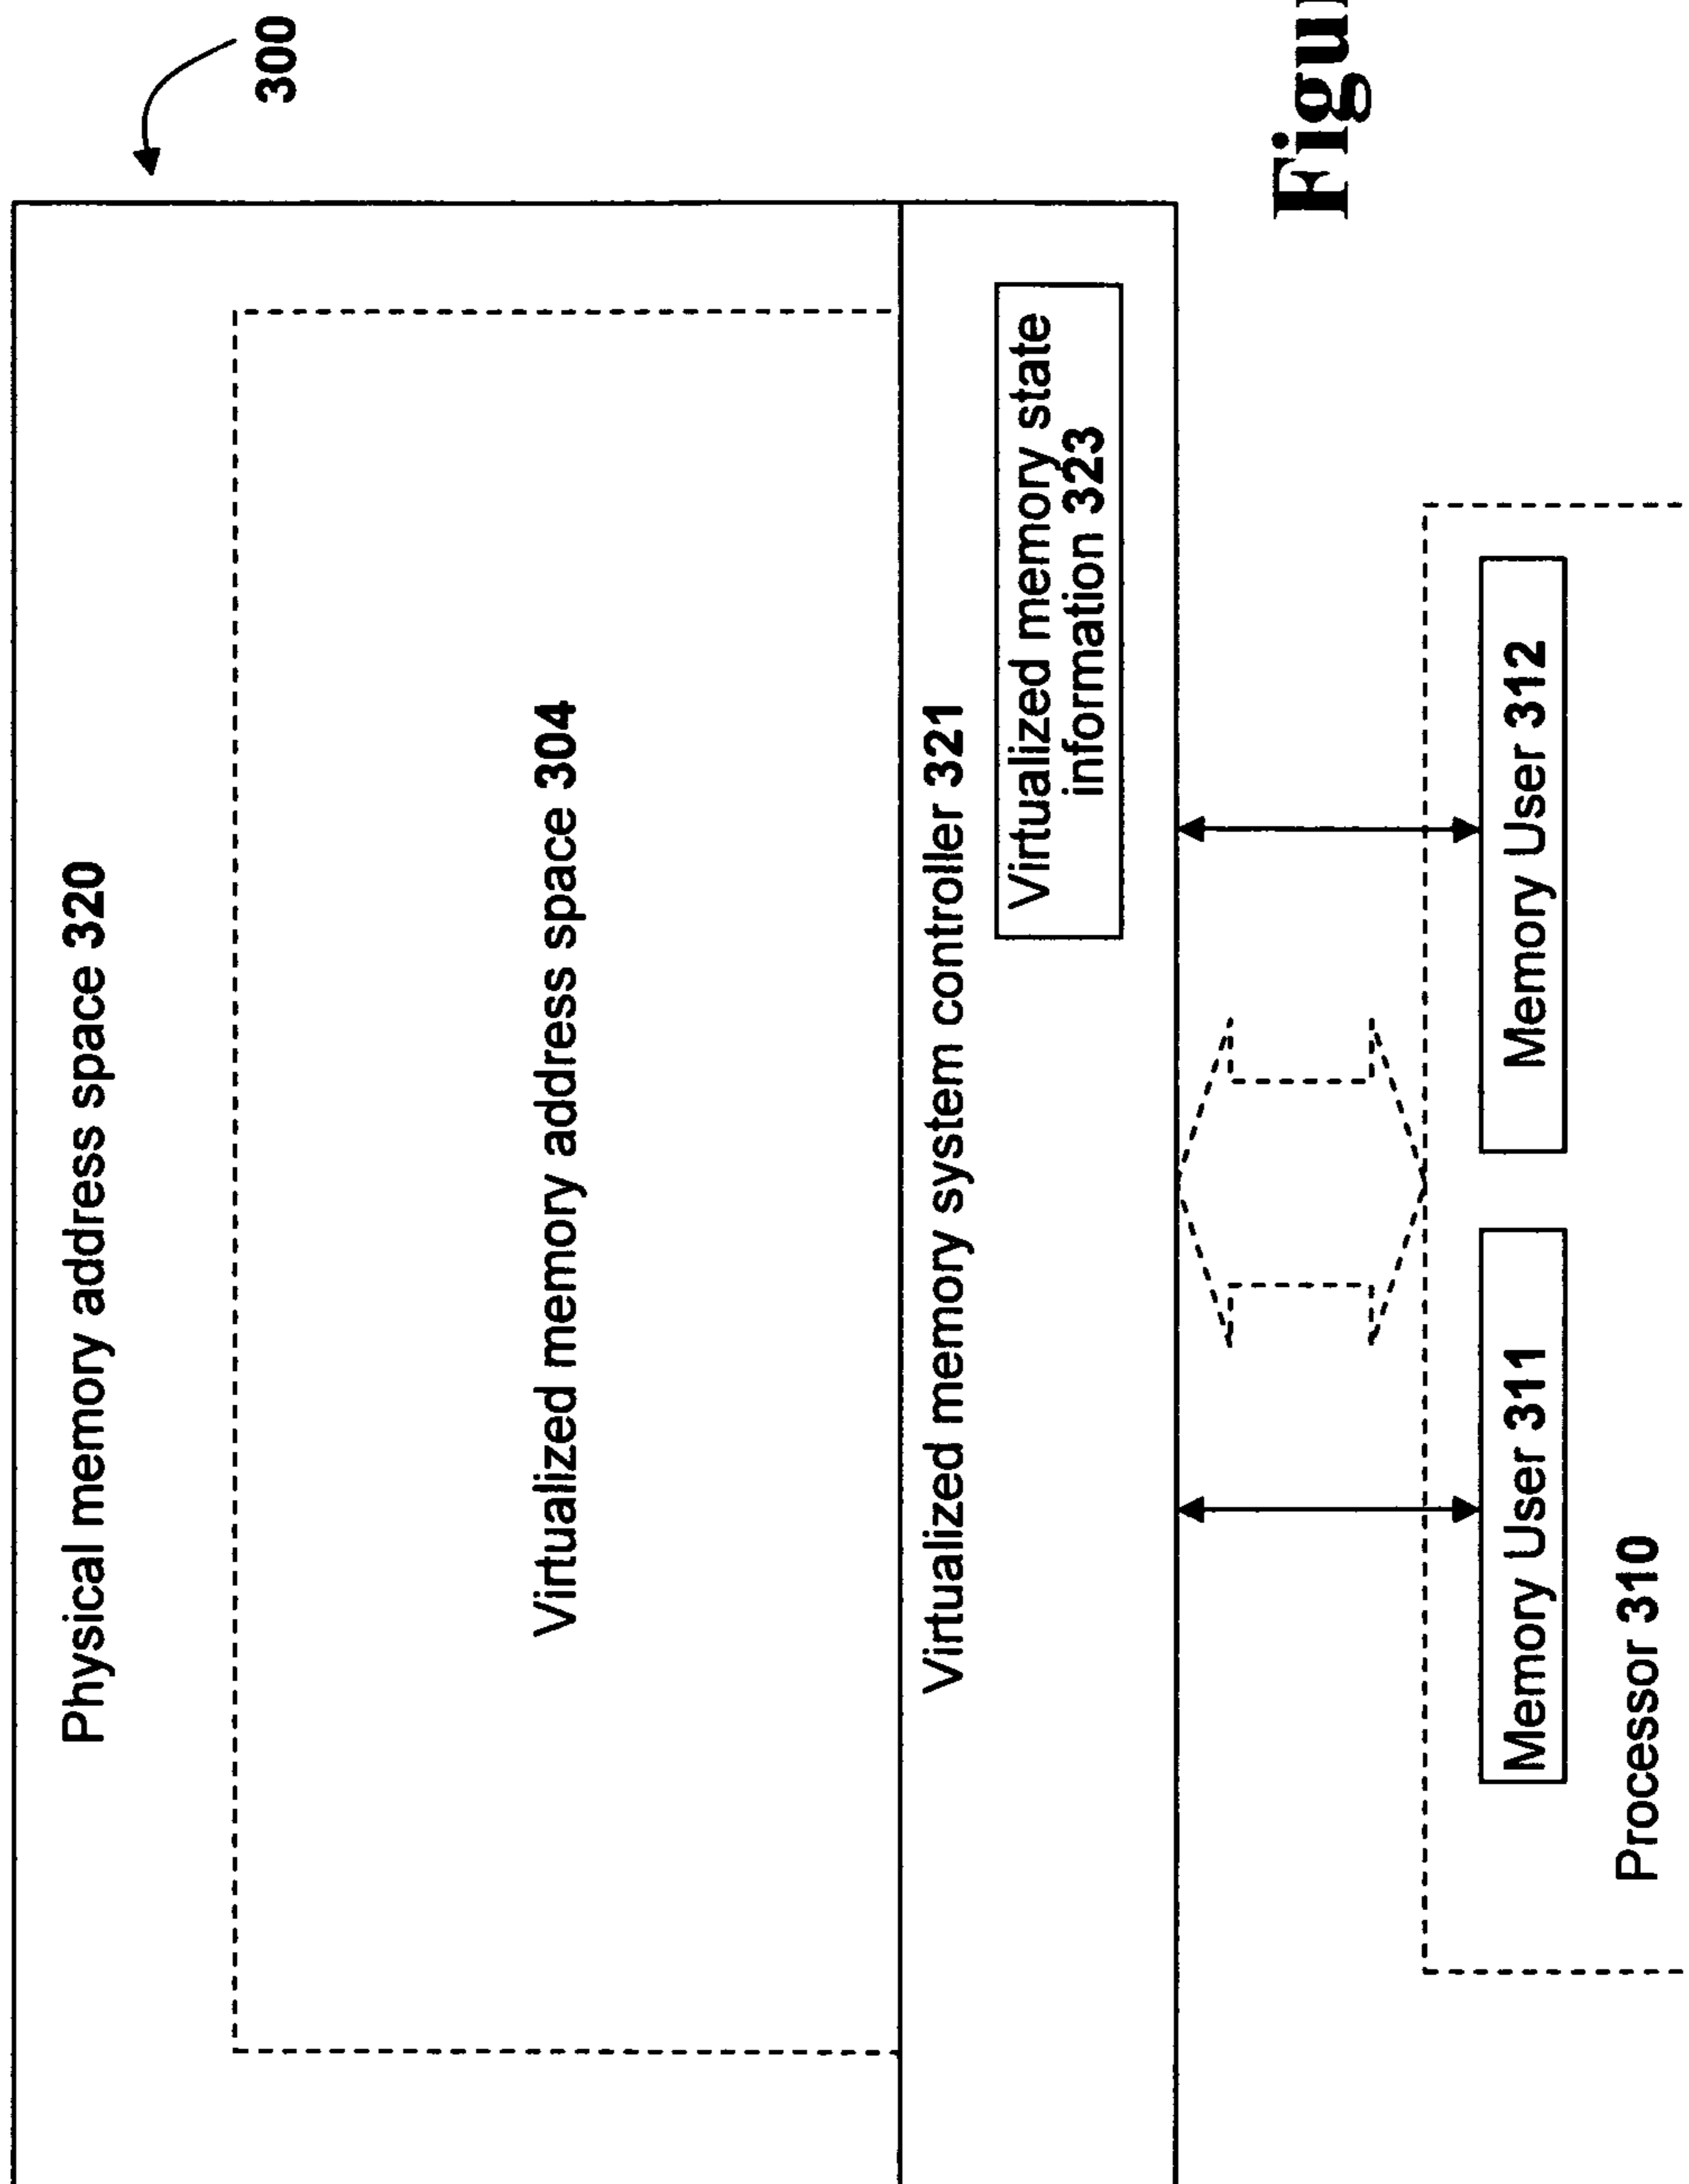 300
Physical memory address space 320
Virtualized memory address space 304
Virtualized memory system controller 321
Virtualized memory state
information 323
Memory User 311
Memory User 312
Processor 310